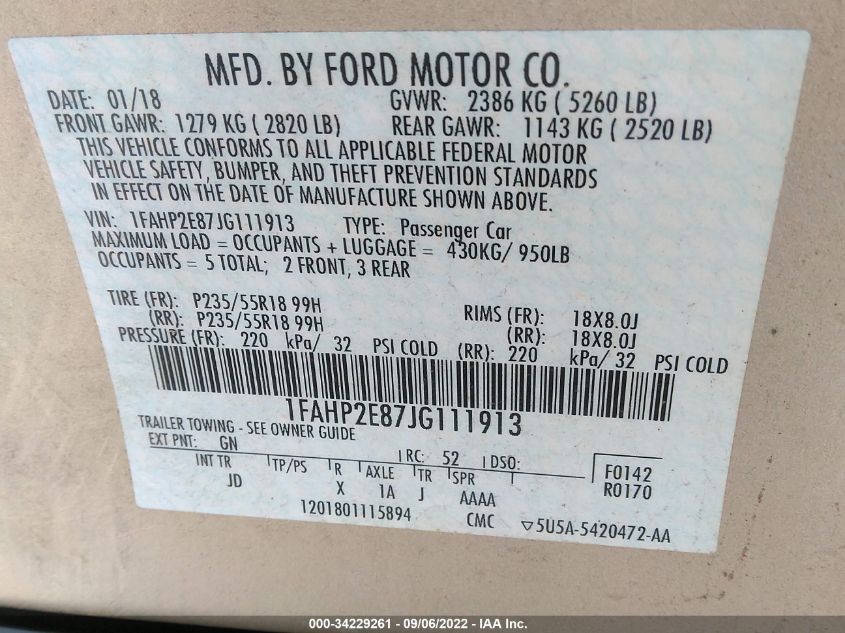 MFD. BY FORD MOTOR CO.
DATE: 01/18 GVWR: 2386 KG ( 5260 LB)
FRONT GAWR: 1279 KG ( 2820 LB) REAR GAWR: 1143 KG ( 2520 LB)
THIS VEHICLE CONFORMS TO ALL APPLICABLE FEDERAL MOTOR
VEHICLE SAFETY, BUMPER, AND THEFT PREVENTION STANDARDS
IN EFFECT ON THE DATE OF MANUFACTURE SHOWN ABOVE.
VIN: 1FAHP2E87JG111913 TYPE: Passenger Car
MAXIMUM LOAD = OCCUPANTS + LUGGAGE = 430KG/ 950LB
OCCUPANTS = 5 TOTAL; 2 FRONT, 3 REAR
TIRE (FR): P235/55R18 99H RIMS (FR): 18X8.0J
(RR): P235/55R18 99H (RR): 18X8.0J
PRESSURE (FR): 220 kPa/ 32 PSI COLD (RR): 220 kPa/ 32 PSI COLD
1FAHP2E87JG111913
TRAILER TOWING - SEE OWNER GUIDE
EXT PNT: GN RC: 52 DSO: F0142
INT TR TP/PS R AXLE TR SPR R0170
JD X 1A J AAAA
1201801115894 CMC ▽5U5A-5420472-AA
000-34229261 - 09/06/2022 - IAA Inc.